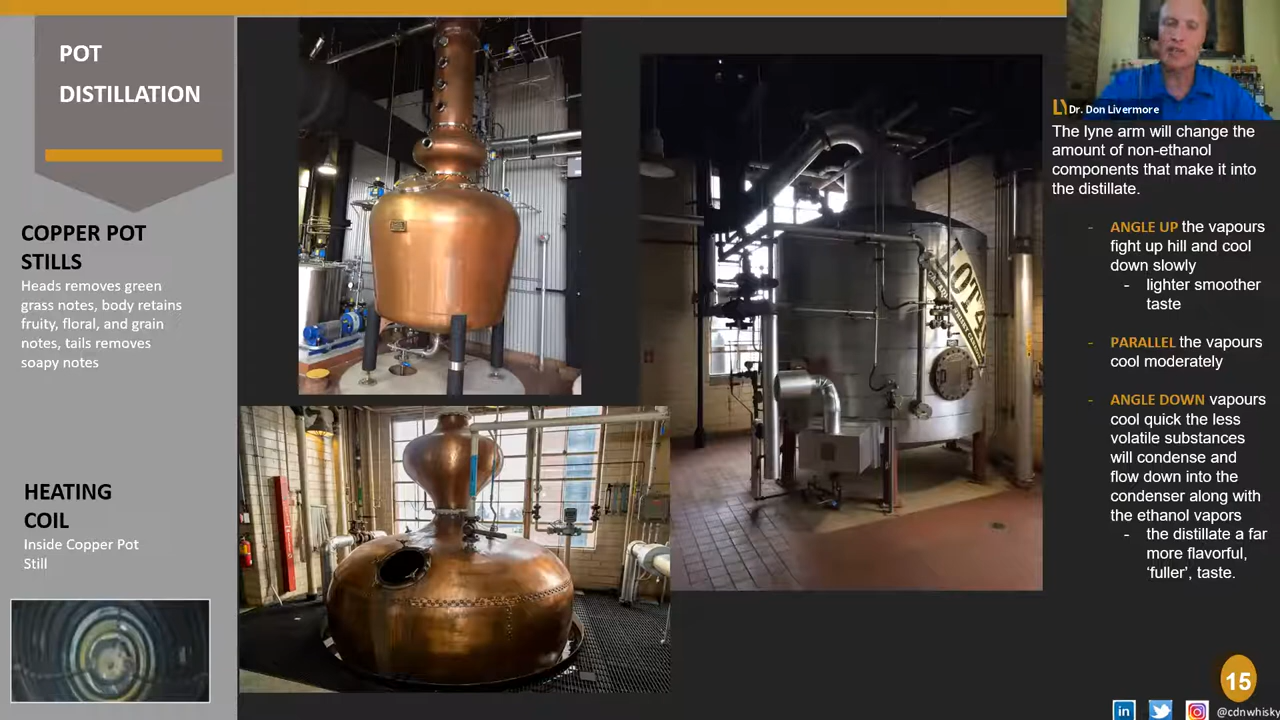 POT
DISTILLATION
COPPER POT
STILLS
Heads removes green
grass notes, body retains
fruity, floral, and grain
notes, tails removes
soapy notes
HEATING
COIL
Inside Copper Pot
Still
Dr. Don Livermore
The lyne arm will change the
amount of non-ethanol
components that make it into
the distillate.
- ANGLE UP the vapours
fight up hill and cool
down slowly
- lighter smoother
taste
- PARALLEL the vapours
cool moderately
- ANGLE DOWN vapours
cool quick the less
volatile substances
will condense and
flow down into the
condenser along with
the ethanol vapors
- the distillate a far
more flavorful,
‘fuller’, taste.
15
in
@cdnwhisky